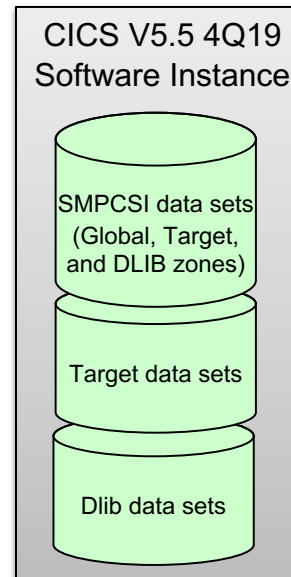 CICS V5.5 4Q19
Software Instance
SMPCSI data sets
(Global, Target,
and DLIB zones)
Target data sets
Dlib data sets